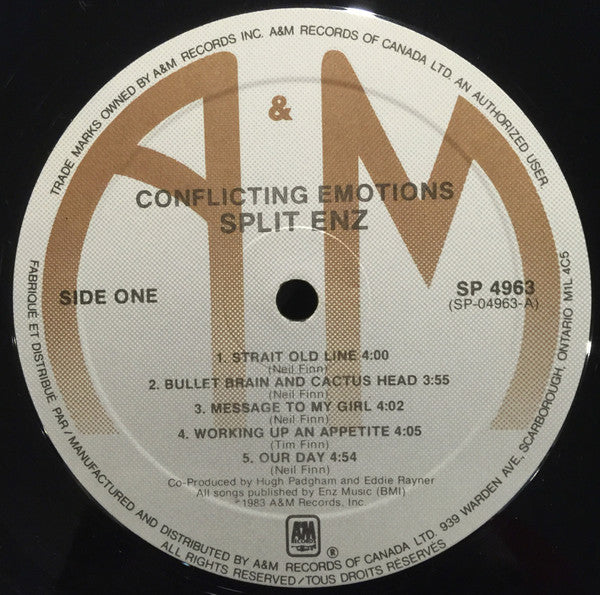 A & M
TRADE MARKS OWNED BY A&M RECORDS INC. A&M RECORDS OF CANADA LTD. AN AUTHORIZED USER.
CONFLICTING EMOTIONS
SPLIT ENZ
SIDE ONE
SP 4963
(SP-04963-A)
1. STRAIT OLD LINE 4:00
(Neil Finn)
2. BULLET BRAIN AND CACTUS HEAD 3:55
(Neil Finn)
3. MESSAGE TO MY GIRL 4:02
(Neil Finn)
4. WORKING UP AN APPETITE 4:05
(Tim Finn)
5. OUR DAY 4:54
(Neil Finn)
Co-Produced by Hugh Padgham and Eddie Rayner
All songs published by Enz Music (BMI)
©1983 A&M Records, Inc.
A&M
RECORDS
®
FABRIQUÉ ET DISTRIBUÉ PAR/MANUFACTURED AND DISTRIBUTED BY A&M RECORDS OF CANADA LTD. 939 WARDEN AVE., SCARBOROUGH, ONTARIO M1L 4C5
ALL RIGHTS RESERVED/TOUS DROITS RÉSERVÉS